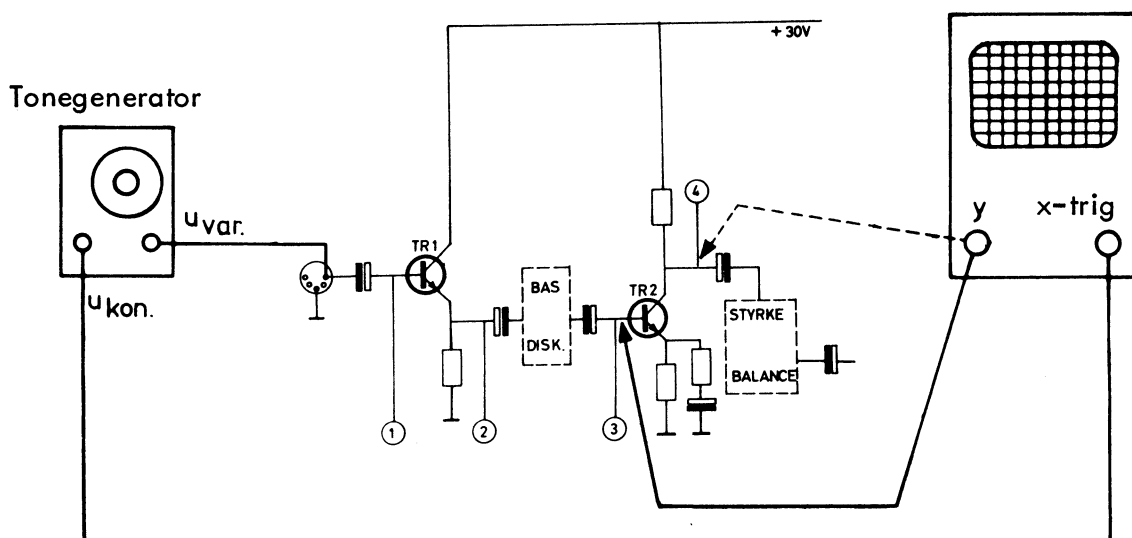 +30V
Tonegenerator
u var.
u kon.
TR1
BAS
DISK.
TR2
STYRKE
BALANCE
1
2
3
4
y
x-trig